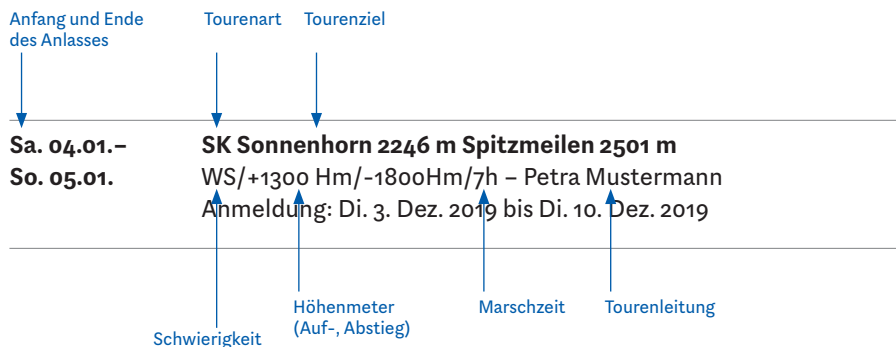 Anfang und Ende
des Anlasses
Tourenart
Tourenziel
Sa. 04.01.–
So. 05.01.
SK Sonnenhorn 2246 m Spitzmeilen 2501 m
WS/+1300 Hm/-1800Hm/7h – Petra Mustermann
Anmeldung: Di. 3. Dez. 2019 bis Di. 10. Dez. 2019
Schwierigkeit
Höhenmeter
(Auf-, Abstieg)
Marschzeit
Tourenleitung